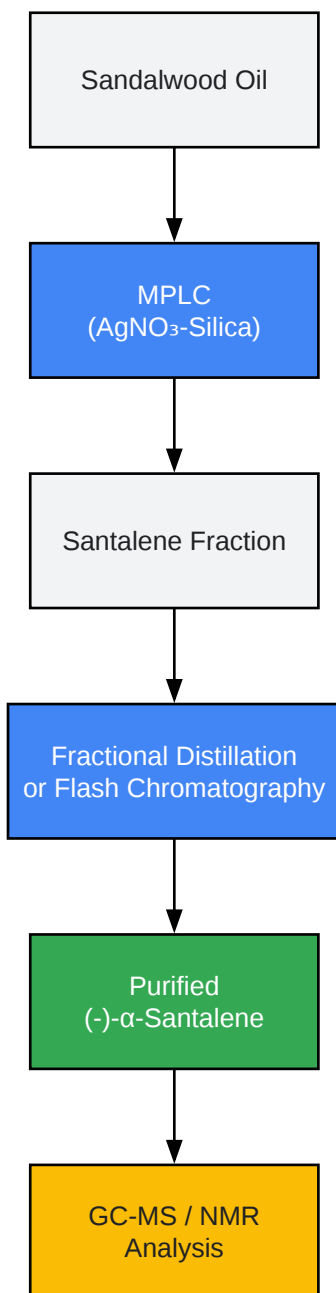 Sandalwood Oil
MPLC
(AgNO₃-Silica)
Santalene Fraction
Fractional Distillation
or Flash Chromatography
Purified
(-)-α-Santalene
GC-MS / NMR
Analysis